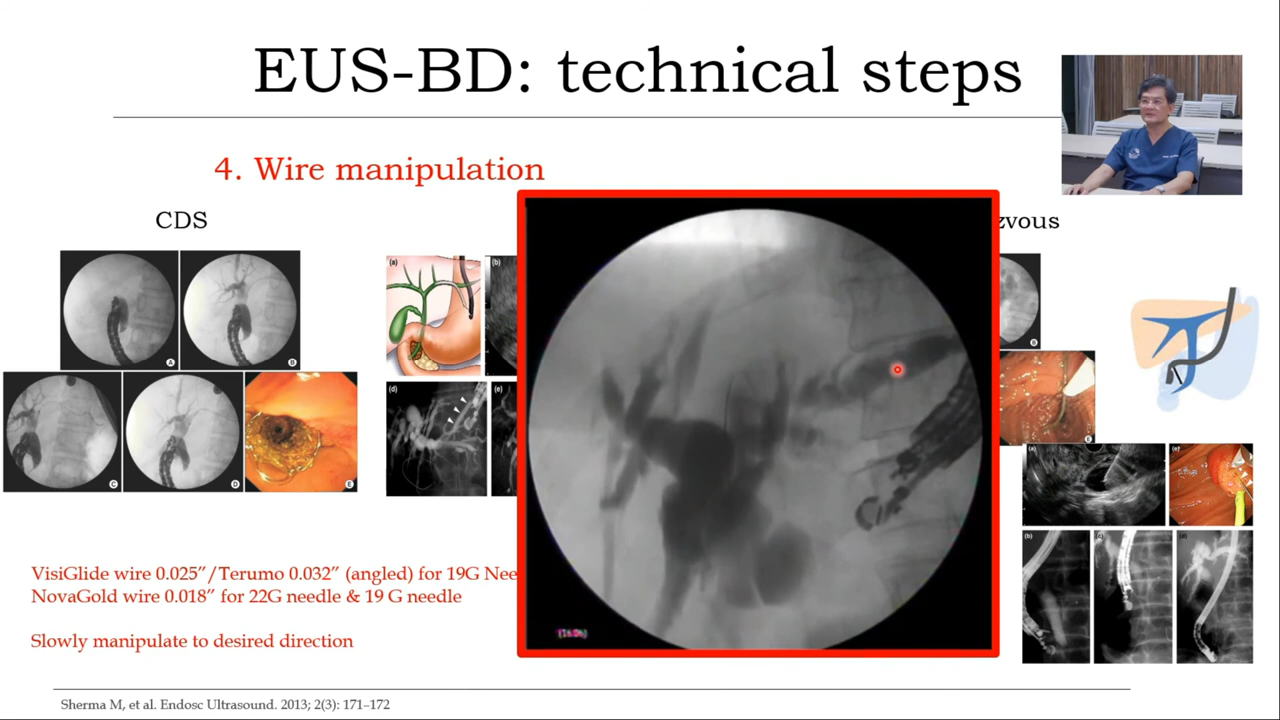 EUS-BD: technical steps
4. Wire manipulation
CDS
zvous
(a)
(b)
(d)
(e)
A
B
C
D
E
B
E
(a)
(e)
(b)
(c)
(d)
VisiGlide wire 0.025″/Terumo 0.032″ (angled) for 19G Nee
NovaGold wire 0.018″ for 22G needle & 19 G needle
Slowly manipulate to desired direction
Sherma M, et al. Endosc Ultrasound. 2013; 2(3): 171–172